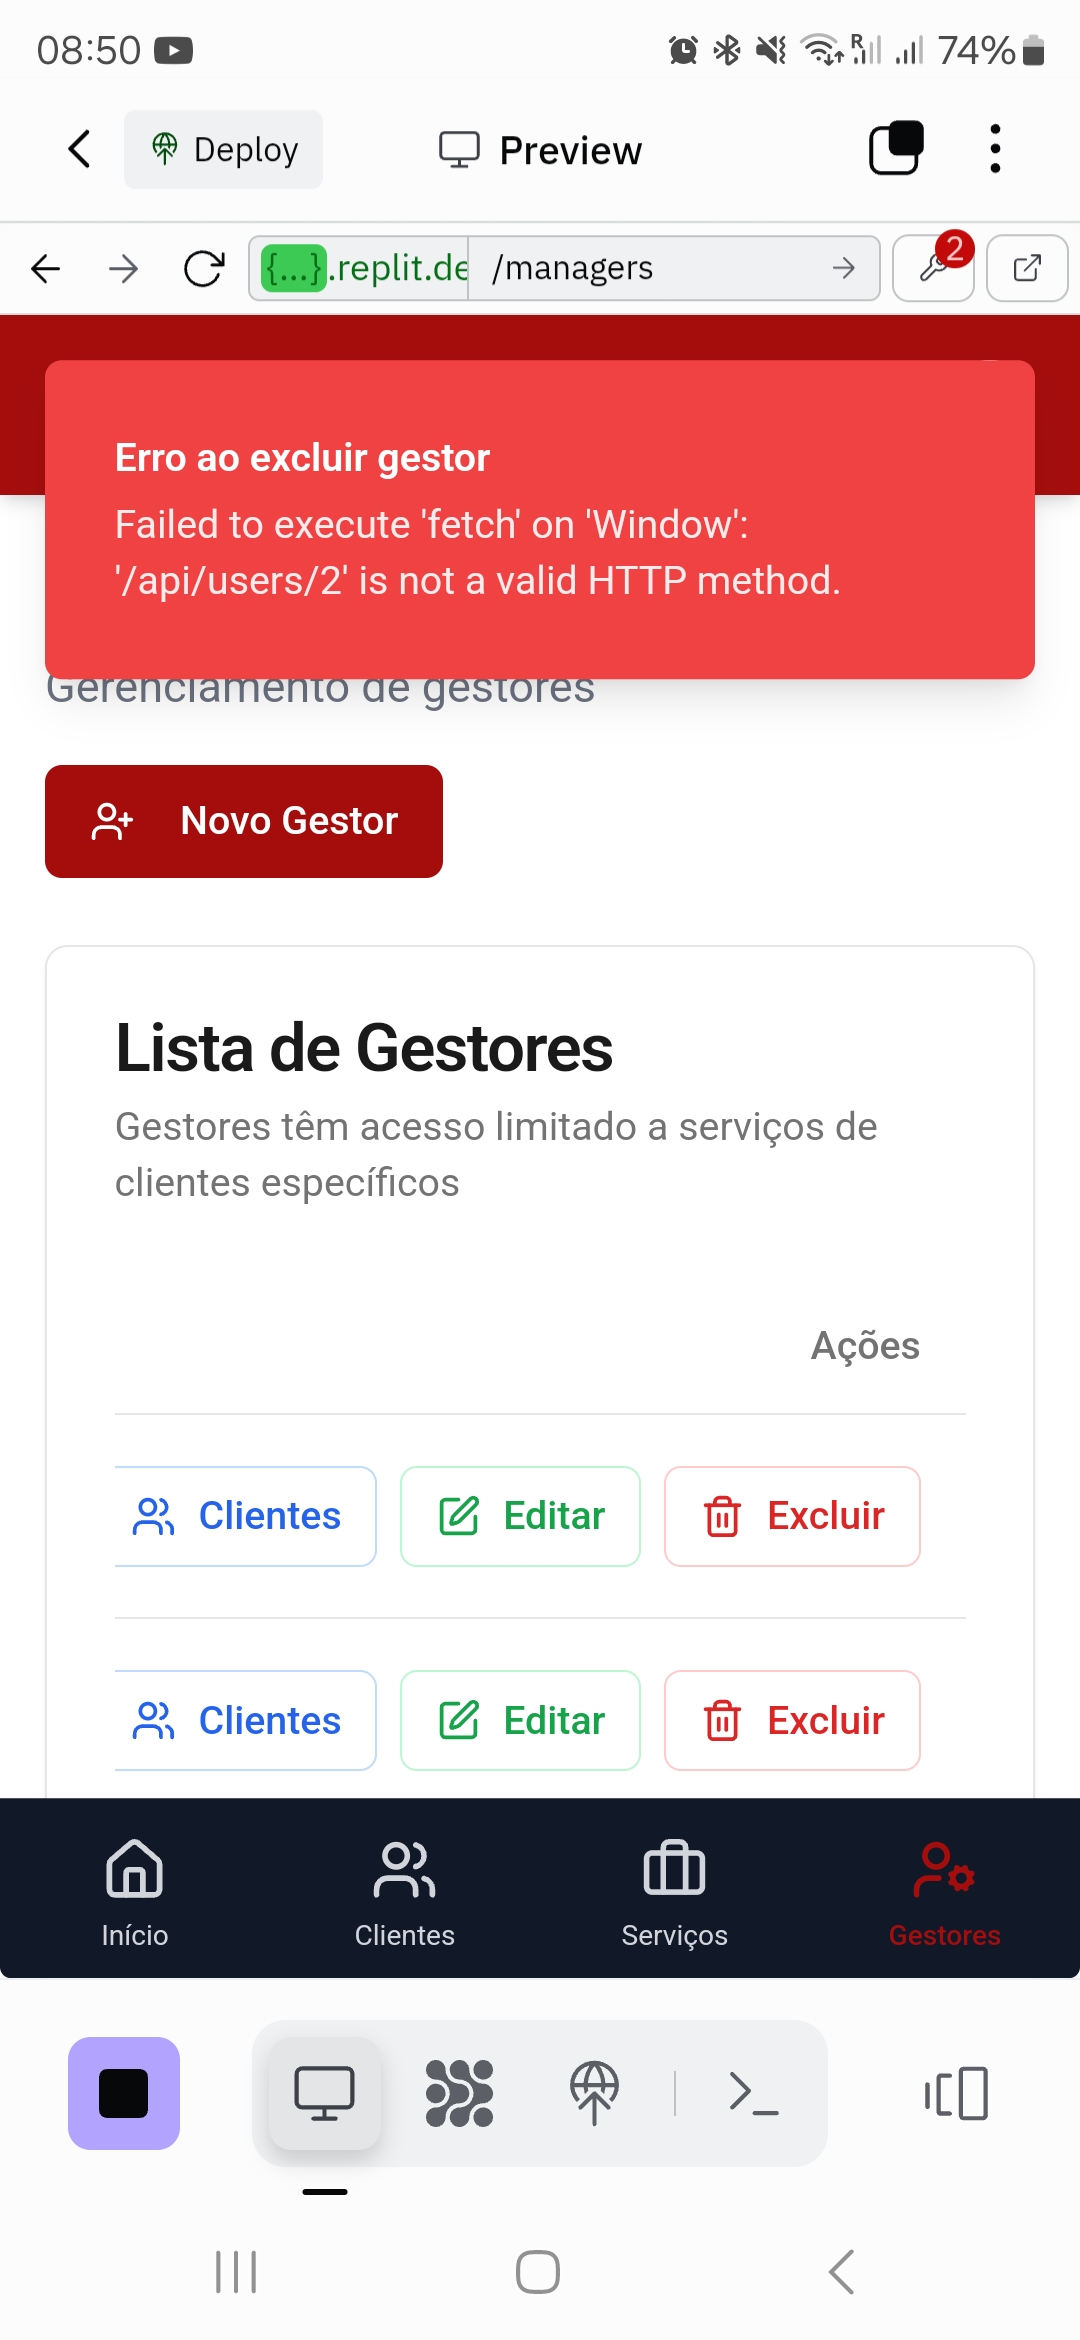 08:50
R
74%
Deploy
Preview
{...}.replit.de
/managers
2
Erro ao excluir gestor
Failed to execute 'fetch' on 'Window':
'/api/users/2' is not a valid HTTP method.
Gerenciamento de gestores
Novo Gestor
Lista de Gestores
Gestores têm acesso limitado a serviços de
clientes específicos
Ações
Clientes Editar Excluir
Clientes Editar Excluir
Início Clientes Serviços Gestores